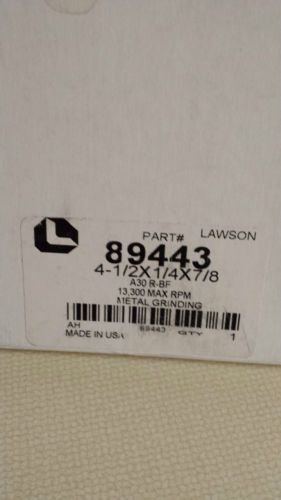 PART# LAWSON
89443
4-1/2X1/4X7/8
A30 R-BF
13,300 MAX RPM
METAL GRINDING
AH 89443 QTY 1
MADE IN USA